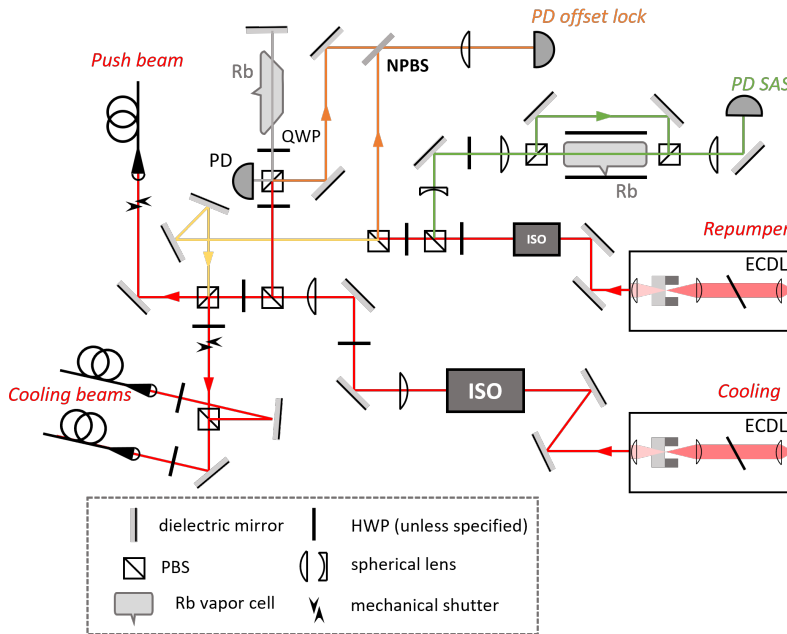 PD offset lock
Push beam
Rb
NPBS
PD SAS
QWP
PD
Rb
Repumper
ISO
ECDL
Cooling beams
ISO
Cooling
ECDL
dielectric mirror
HWP (unless specified)
PBS
spherical lens
Rb vapor cell
mechanical shutter